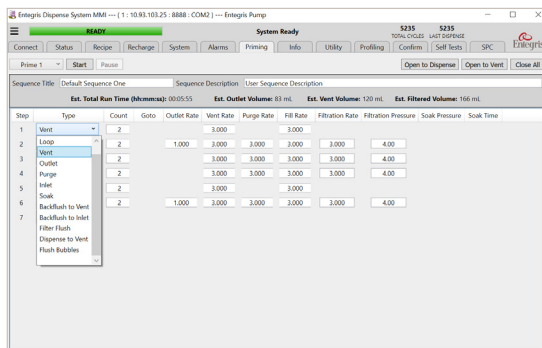 Entegris Dispense System MMI --- ( 1 : 10.93.103.25 : 8888 : COM2 ) --- Entegris Pump
READY System Ready 5235 5235
TOTAL CYCLES LAST DISPENSE
Connect Status Recipe Recharge System Alarms Priming Info Utility Profiling Confirm Self Tests SPC Entegris
Prime 1 Start Pause Open to Dispense Open to Vent Close All
Sequence Title Default Sequence One Sequence Description User Sequence Description
Est. Total Run Time (hh:mm:ss): 00:05:55 Est. Outlet Volume: 83 mL Est. Vent Volume: 120 mL Est. Filtered Volume: 166 mL
Step Type Count Goto Outlet Rate Vent Rate Purge Rate Fill Rate Filtration Rate Filtration Pressure Soak Pressure Soak Time
1 Vent 2 3.000 3.000
2 Loop 2 1.000 3.000 3.000 3.000 3.000 4.00
Vent
3 Outlet 2 3.000 3.000 3.000 3.000 4.00
4 Purge 2 3.000 3.000 3.000 3.000 4.00
Inlet
5 Soak 2 3.000 3.000
6 Backflush to Vent 2 1.000 3.000 3.000 3.000 3.000 4.00
7 Backflush to Inlet
Filter Flush
Dispense to Vent
Flush Bubbles